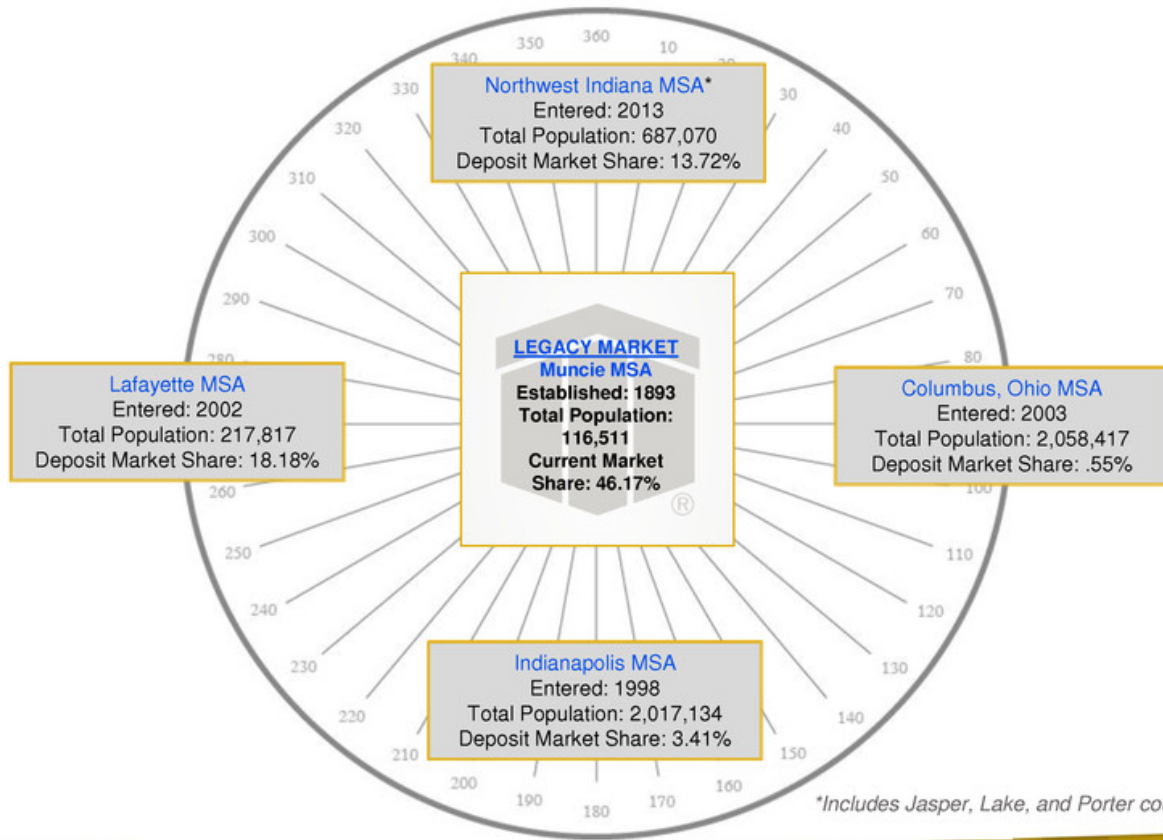 350
360
10
340
330
30
320
40
310
50
300
60
290
70
280
80
260
100
250
110
240
120
230
130
220
140
210
150
200
160
190
170
180
Northwest Indiana MSA*
Entered: 2013
Total Population: 687,070
Deposit Market Share: 13.72%
LEGACY MARKET
Muncie MSA
Established: 1893
Total Population:
116,511
Current Market
Share: 46.17%
®
Lafayette MSA
Entered: 2002
Total Population: 217,817
Deposit Market Share: 18.18%
Columbus, Ohio MSA
Entered: 2003
Total Population: 2,058,417
Deposit Market Share: .55%
Indianapolis MSA
Entered: 1998
Total Population: 2,017,134
Deposit Market Share: 3.41%
*Includes Jasper, Lake, and Porter